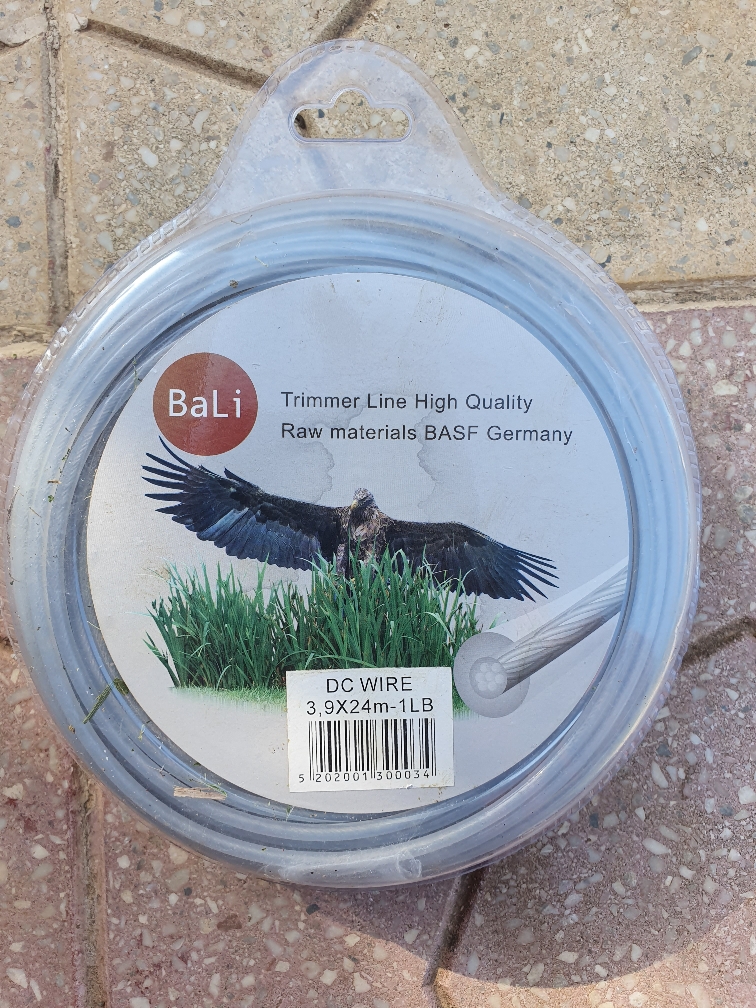 BaLi
Trimmer Line High Quality
Raw materials BASF Germany
DC WIRE
3,9X24m-1LB
5 202001 300034